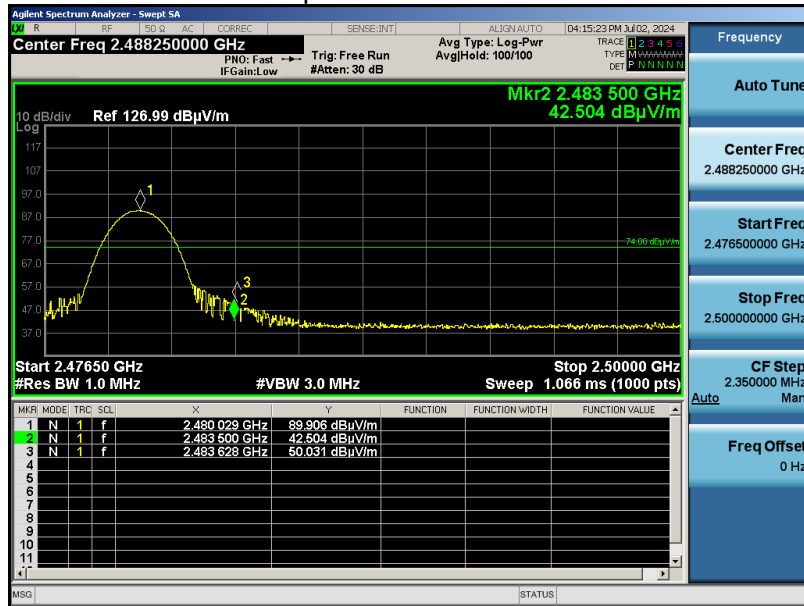 Agilent Spectrum Analyzer - Swept SA
LXI R RF 50 Ω AC CORREC SENSE:INT ALIGN AUTO 04:15:23 PM Jul 02, 2024
Center Freq 2.488250000 GHz
PNO: Fast
IFGain:Low
Trig: Free Run
#Atten: 30 dB
Avg Type: Log-Pwr
Avg|Hold: 100/100
TRACE 1 2 3 4 5 6
TYPE M
DET P N N N N N
Mkr2 2.483 500 GHz
42.504 dBµV/m
10 dB/div Ref 126.99 dBµV/m
Log
117
107
97.0
87.0
77.0
67.0
57.0
47.0
37.0
1
3
2
74.00 dBµV/m
Start 2.47650 GHz Stop 2.50000 GHz
#Res BW 1.0 MHz #VBW 3.0 MHz Sweep 1.066 ms (1000 pts)
MKR MODE TRC SCL X Y FUNCTION FUNCTION WIDTH FUNCTION VALUE
1 N 1 f 2.480 029 GHz 89.906 dBµV/m
2 N 1 f 2.483 500 GHz 42.504 dBµV/m
3 N 1 f 2.483 628 GHz 50.031 dBµV/m
4
5
6
7
8
9
10
11
MSG STATUS
Frequency
Auto Tune
Center Freq
2.488250000 GHz
Start Freq
2.476500000 GHz
Stop Freq
2.500000000 GHz
CF Step
2.350000 MHz
Auto Man
Freq Offset
0 Hz